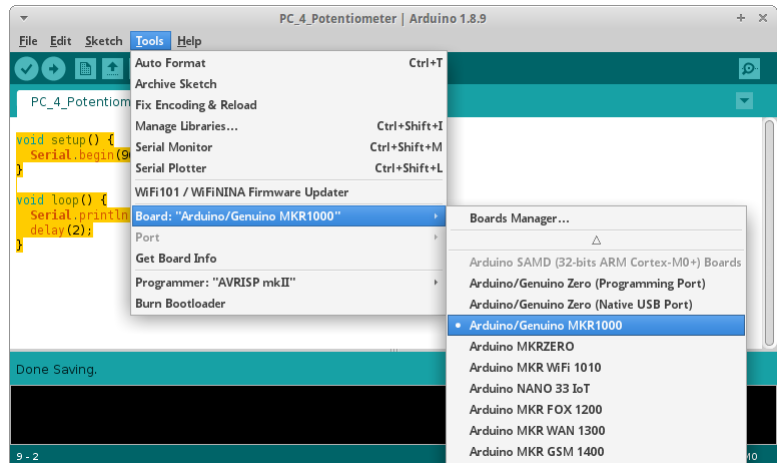 PC_4_Potentiometer | Arduino 1.8.9
File Edit Sketch Tools Help
PC_4_Potentiom
void setup() {
Serial.begin(9
}
void loop() {
Serial.println
delay(2);
}
Auto Format Ctrl+T
Archive Sketch
Fix Encoding & Reload
Manage Libraries... Ctrl+Shift+I
Serial Monitor Ctrl+Shift+M
Serial Plotter Ctrl+Shift+L
WiFi101 / WiFiNINA Firmware Updater
Board: "Arduino/Genuino MKR1000"
Port
Get Board Info
Programmer: "AVRISP mkII"
Burn Bootloader
Boards Manager...
Arduino SAMD (32-bits ARM Cortex-M0+) Boards
Arduino/Genuino Zero (Programming Port)
Arduino/Genuino Zero (Native USB Port)
Arduino/Genuino MKR1000
Arduino MKRZERO
Arduino MKR WiFi 1010
Arduino NANO 33 IoT
Arduino MKR FOX 1200
Arduino MKR WAN 1300
Arduino MKR GSM 1400
Done Saving.
9 - 2